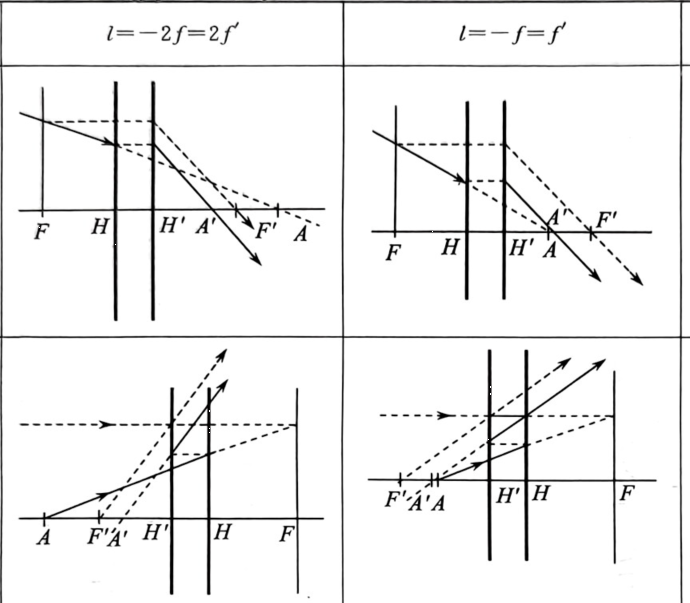 l=−2f=2f′
l=−f=f′
F H H′ A′ F′ A
F H H′ A′ A F′
A F′ A′ H′ H F
F′ A′ A H′ H F